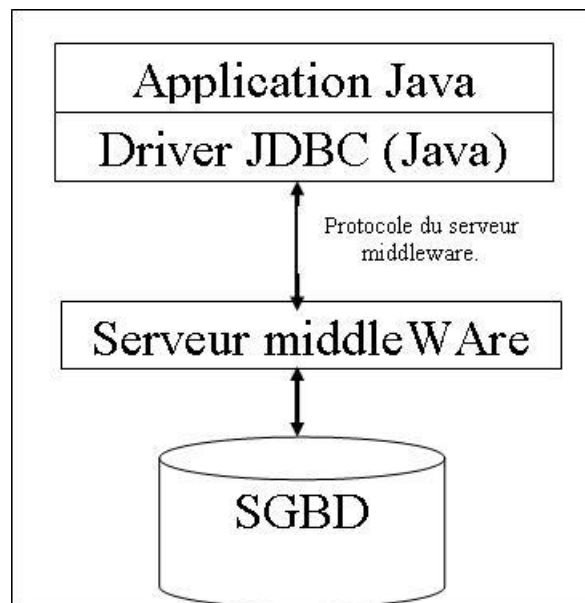 Application Java
Driver JDBC (Java)
Protocole du serveur
middleware.
Serveur middleWAre
SGBD